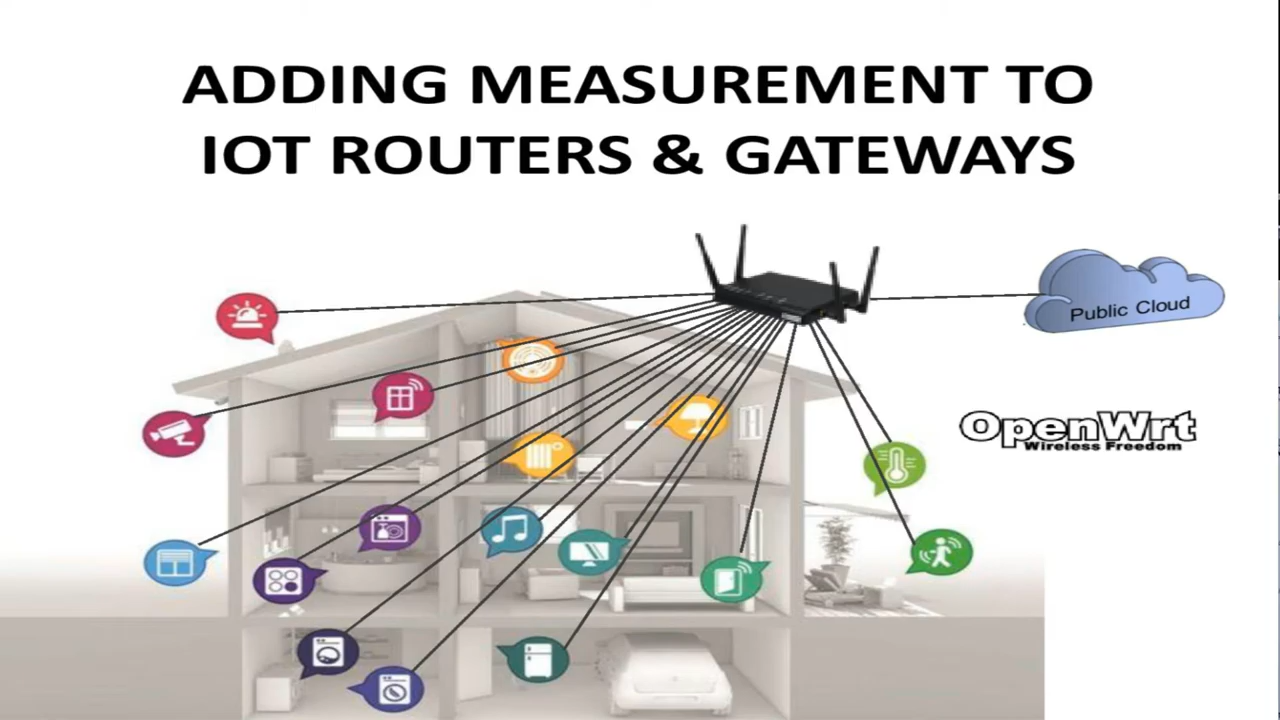 ADDING MEASUREMENT TO
IOT ROUTERS & GATEWAYS
Public Cloud
OpenWrt
Wireless Freedom